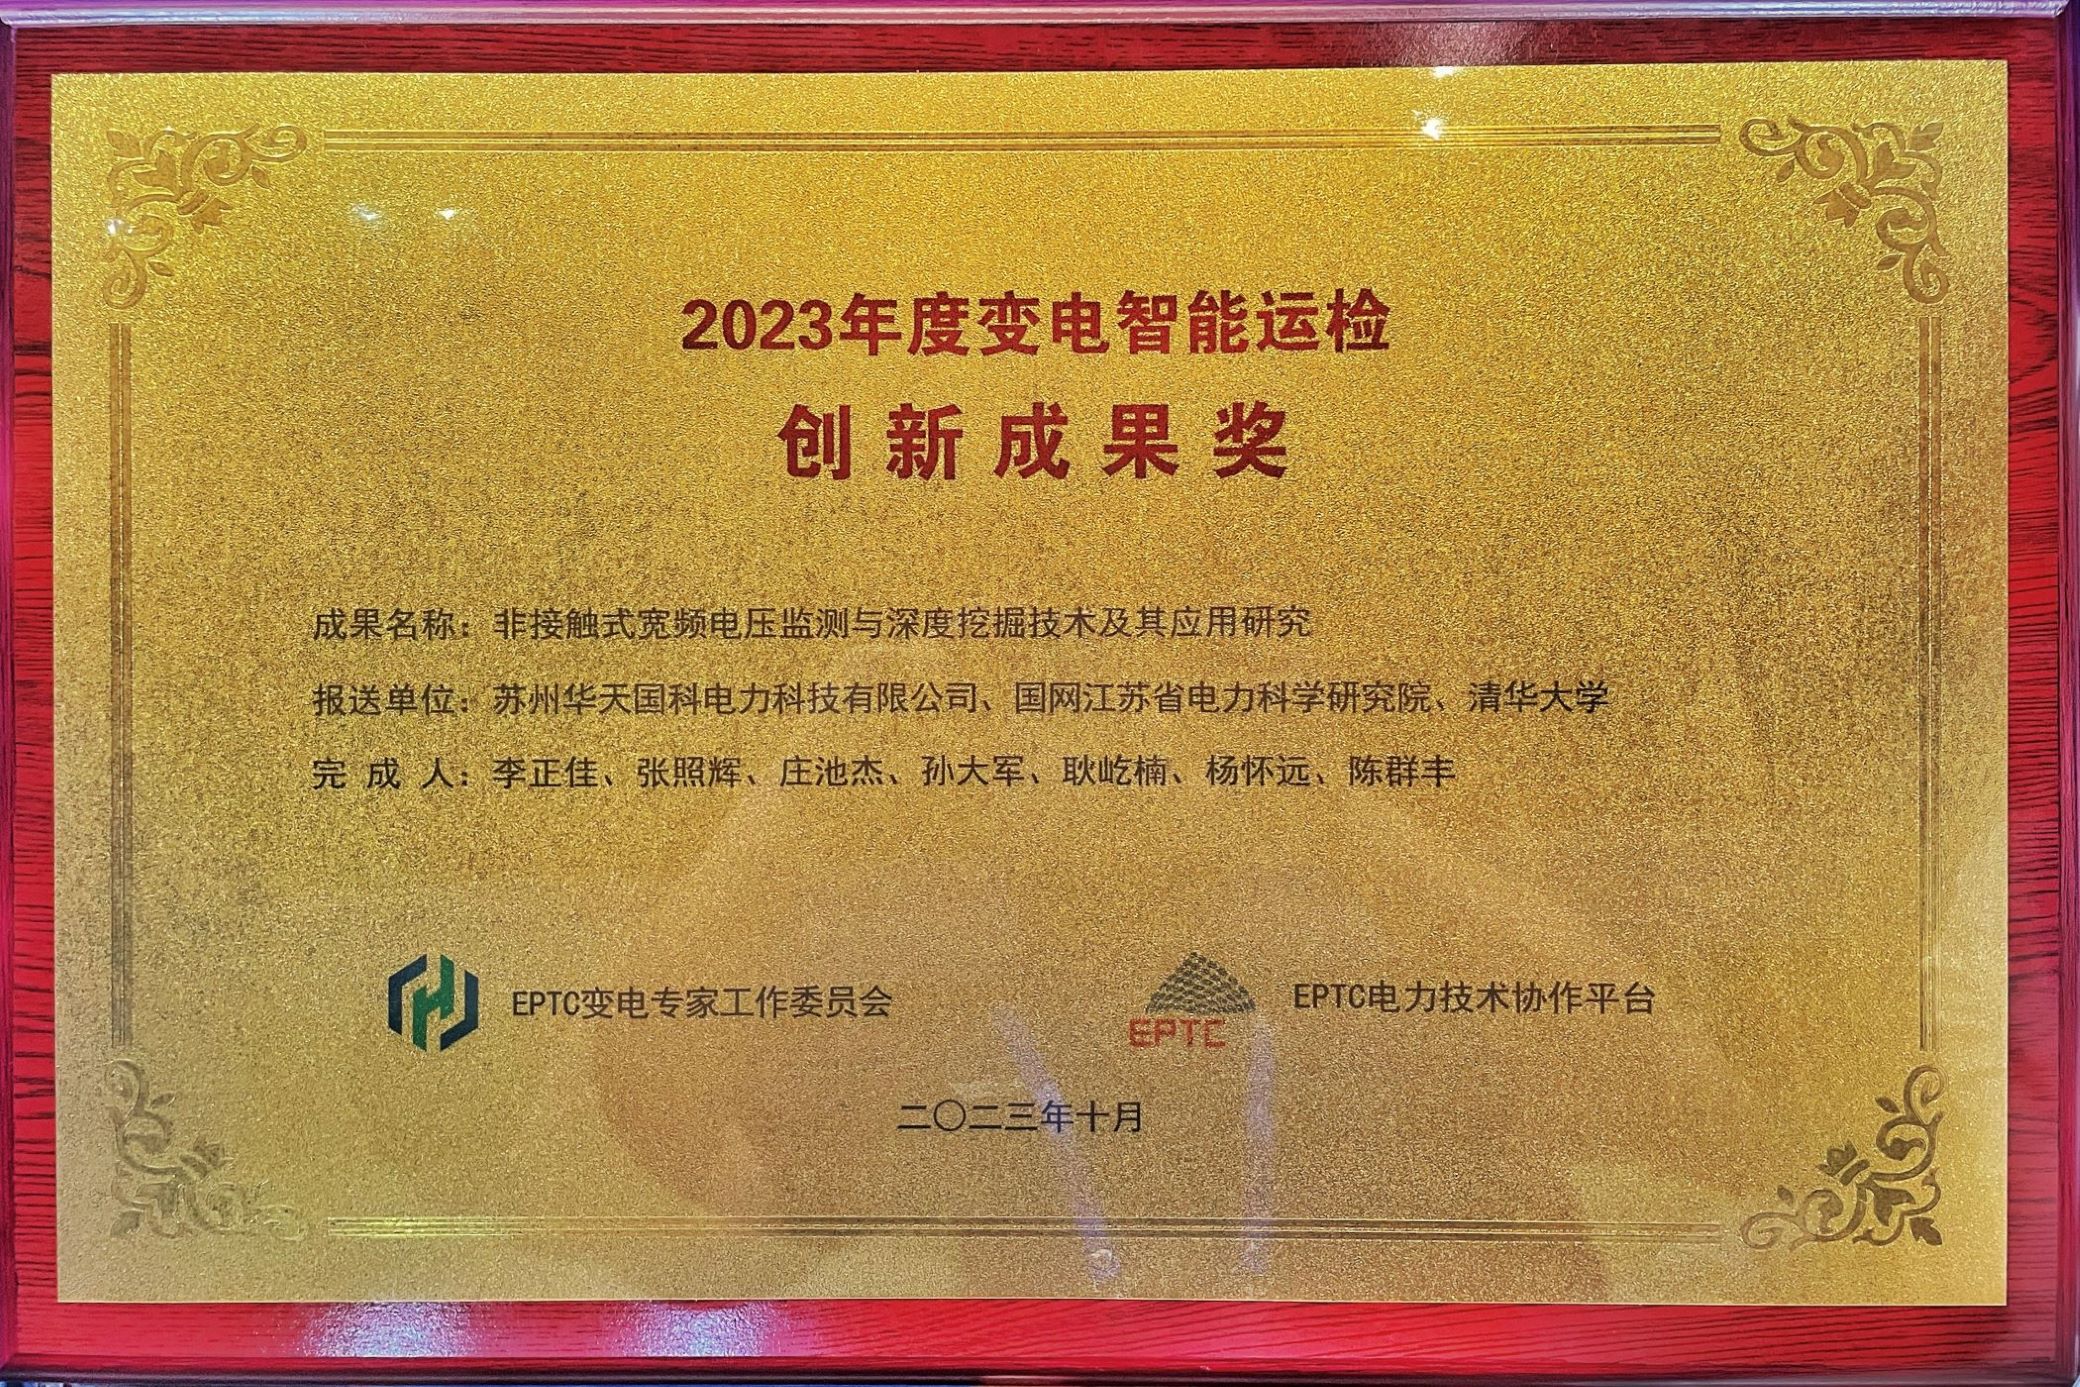 2023年度变电智能运检
创新成果奖
成果名称：非接触式宽频电压监测与深度挖掘技术及其应用研究
报送单位：苏州华天国科电力科技有限公司、国网江苏省电力科学研究院、清华大学
完成人：李正佳、张照辉、庄池杰、孙大军、耿屹楠、杨怀远、陈群丰
EPTC变电专家工作委员会
EPTC
EPTC电力技术协作平台
二〇二三年十月